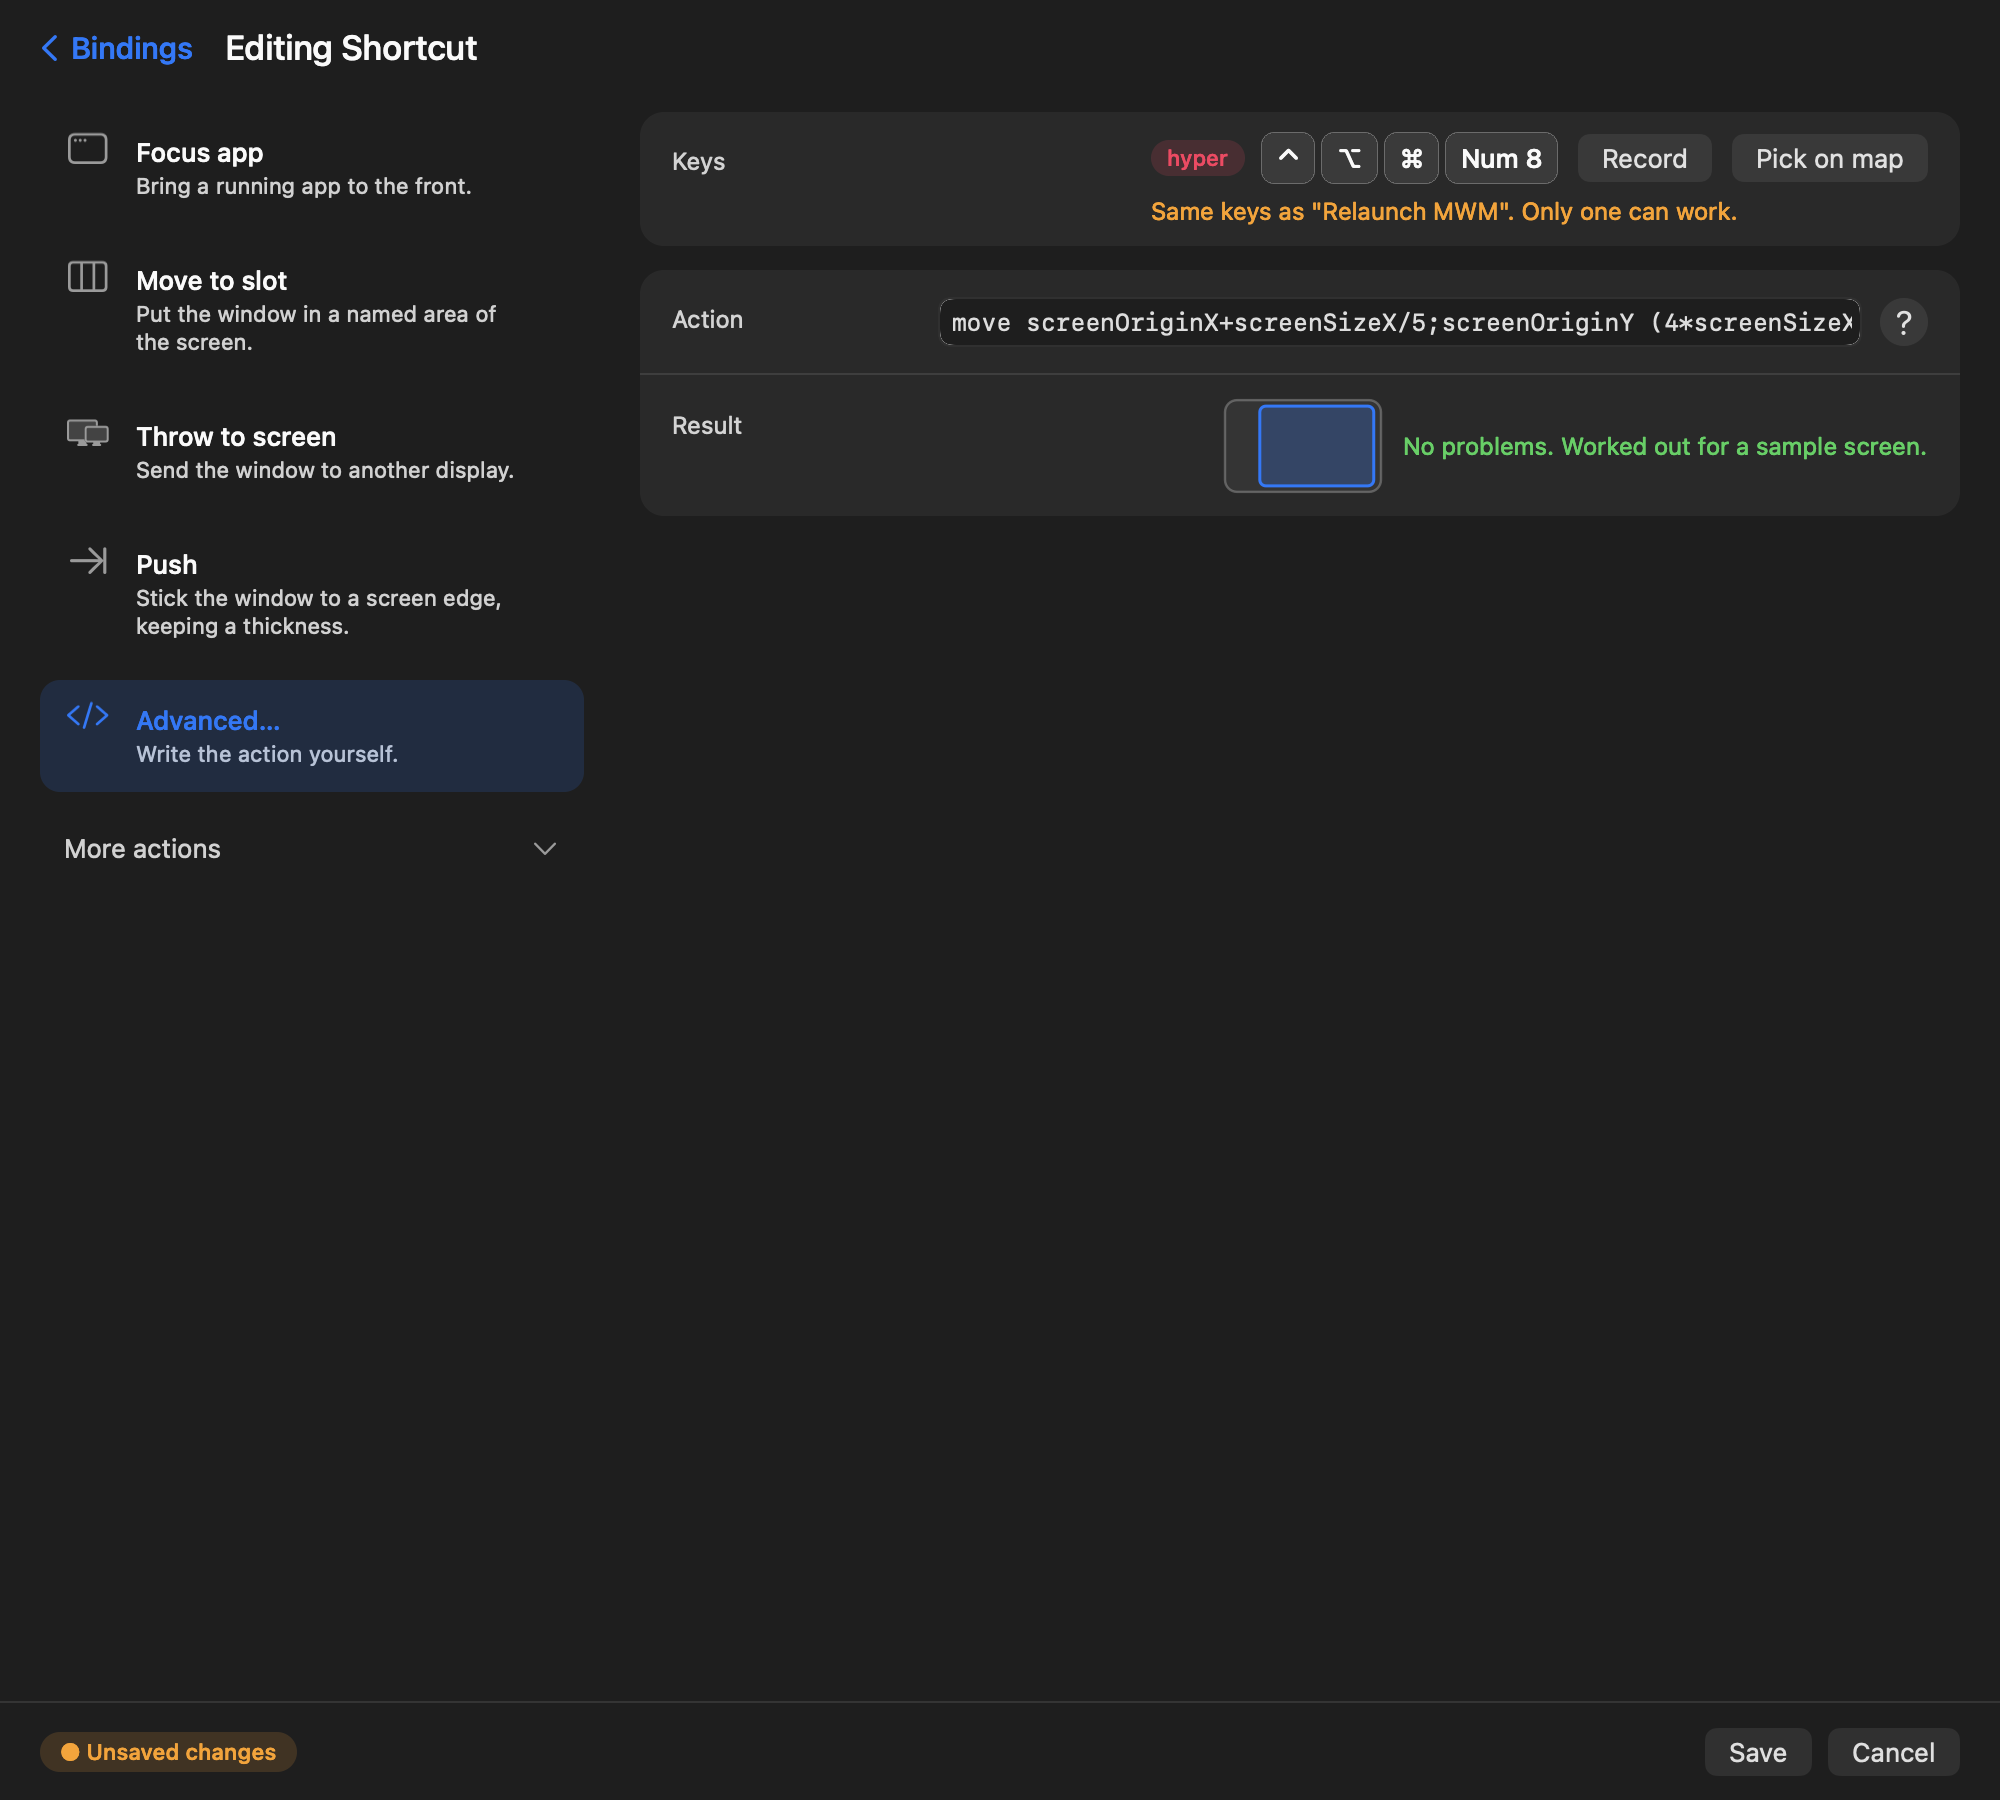 Bindings Editing Shortcut
Focus app
Bring a running app to the front.
Move to slot
Put the window in a named area of
the screen.
Throw to screen
Send the window to another display.
Push
Stick the window to a screen edge,
keeping a thickness.
Advanced...
Write the action yourself.
More actions
Keys hyper ^ ⌥ ⌘ Num 8 Record Pick on map
Same keys as "Relaunch MWM". Only one can work.
Action move screenOriginX+screenSizeX/5;screenOriginY (4*screenSizeX ?
Result No problems. Worked out for a sample screen.
Unsaved changes Save Cancel